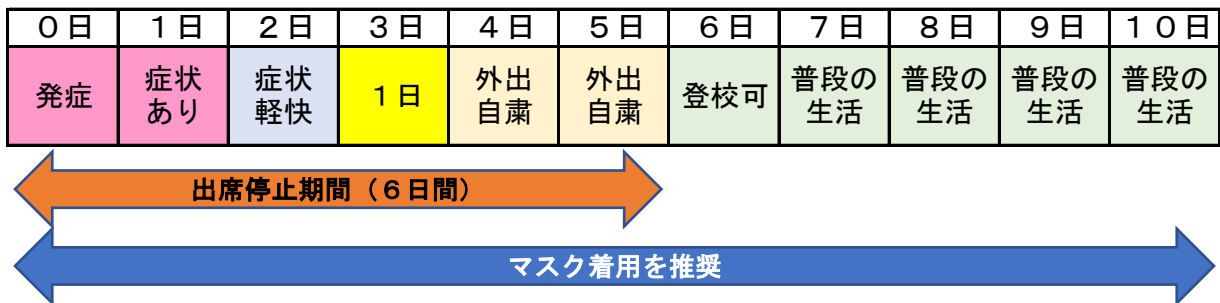 ０日 １日 ２日 ３日 ４日 ５日 ６日 ７日 ８日 ９日 １０日
発症 症状あり 症状軽快 １日 外出自粛 外出自粛 登校可 普段の生活 普段の生活 普段の生活 普段の生活
出席停止期間（６日間）
マスク着用を推奨